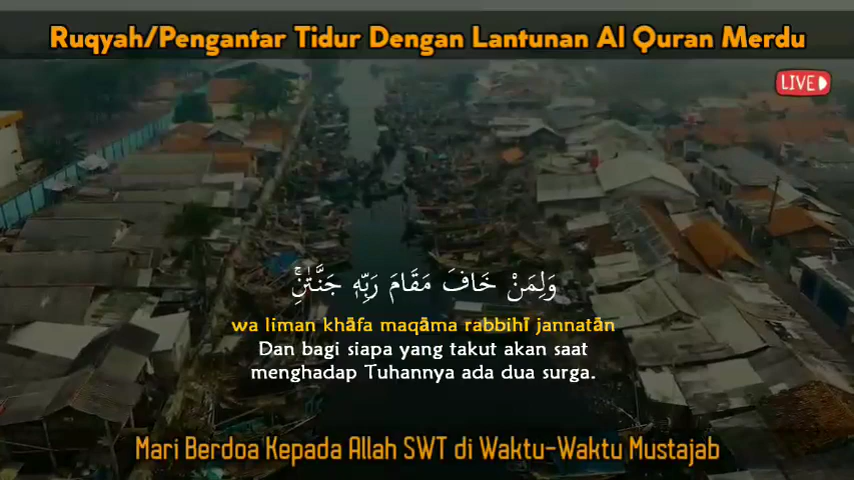 Ruqyah/Pengantar Tidur Dengan Lantunan Al Quran Merdu
LIVE
وَلِمَنْ خَافَ مَقَامَ رَبِّهٖ جَنَّتٰنِۚ
wa liman khāfa maqāma rabbihī jannatān
Dan bagi siapa yang takut akan saat
menghadap Tuhannya ada dua surga.
Mari Berdoa Kepada Allah SWT di Waktu-Waktu Mustajab